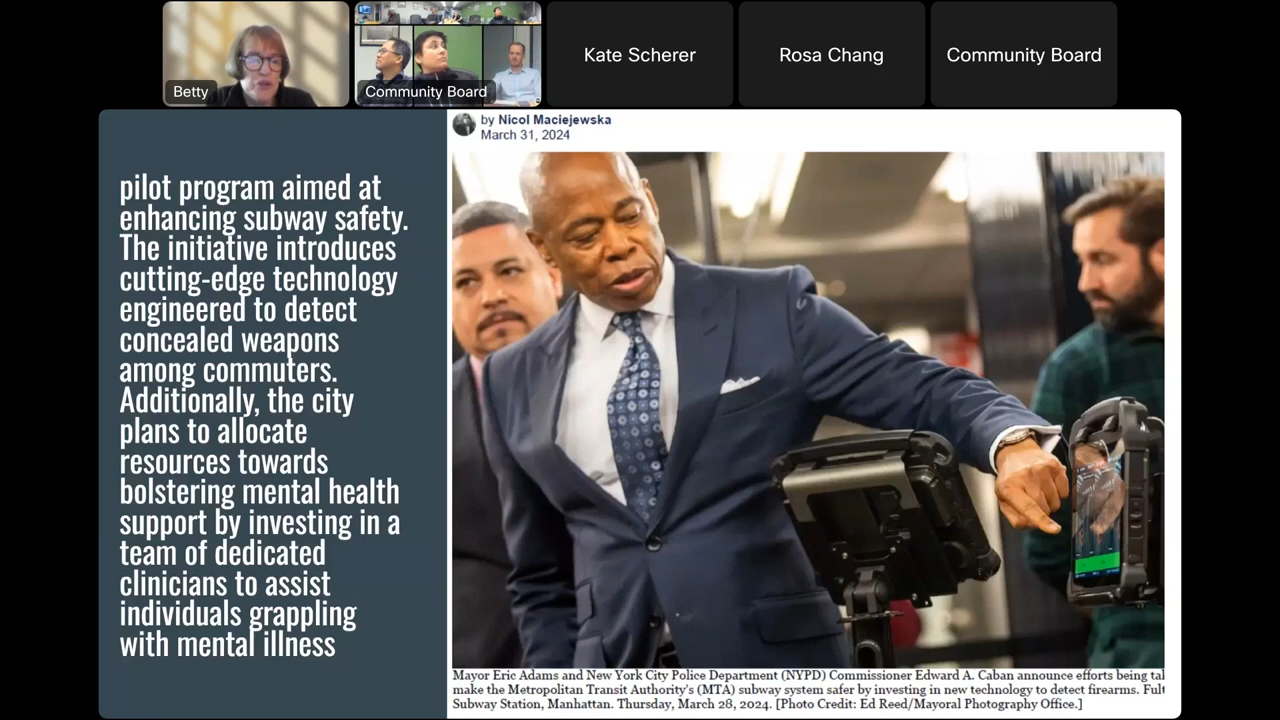 Betty
Community Board
Kate Scherer
Rosa Chang
Community Board
pilot program aimed at
enhancing subway safety.
The initiative introduces
cutting-edge technology
engineered to detect
concealed weapons
among commuters.
Additionally, the city
plans to allocate
resources towards
bolstering mental health
support by investing in a
team of dedicated
clinicians to assist
individuals grappling
with mental illness
by Nicol Maciejewska
March 31, 2024
Mayor Eric Adams and New York City Police Department (NYPD) Commissioner Edward A. Caban announce efforts being tal
make the Metropolitan Transit Authority's (MTA) subway system safer by investing in new technology to detect firearms. Fult
Subway Station, Manhattan. Thursday, March 28, 2024. [Photo Credit: Ed Reed/Mayoral Photography Office.]